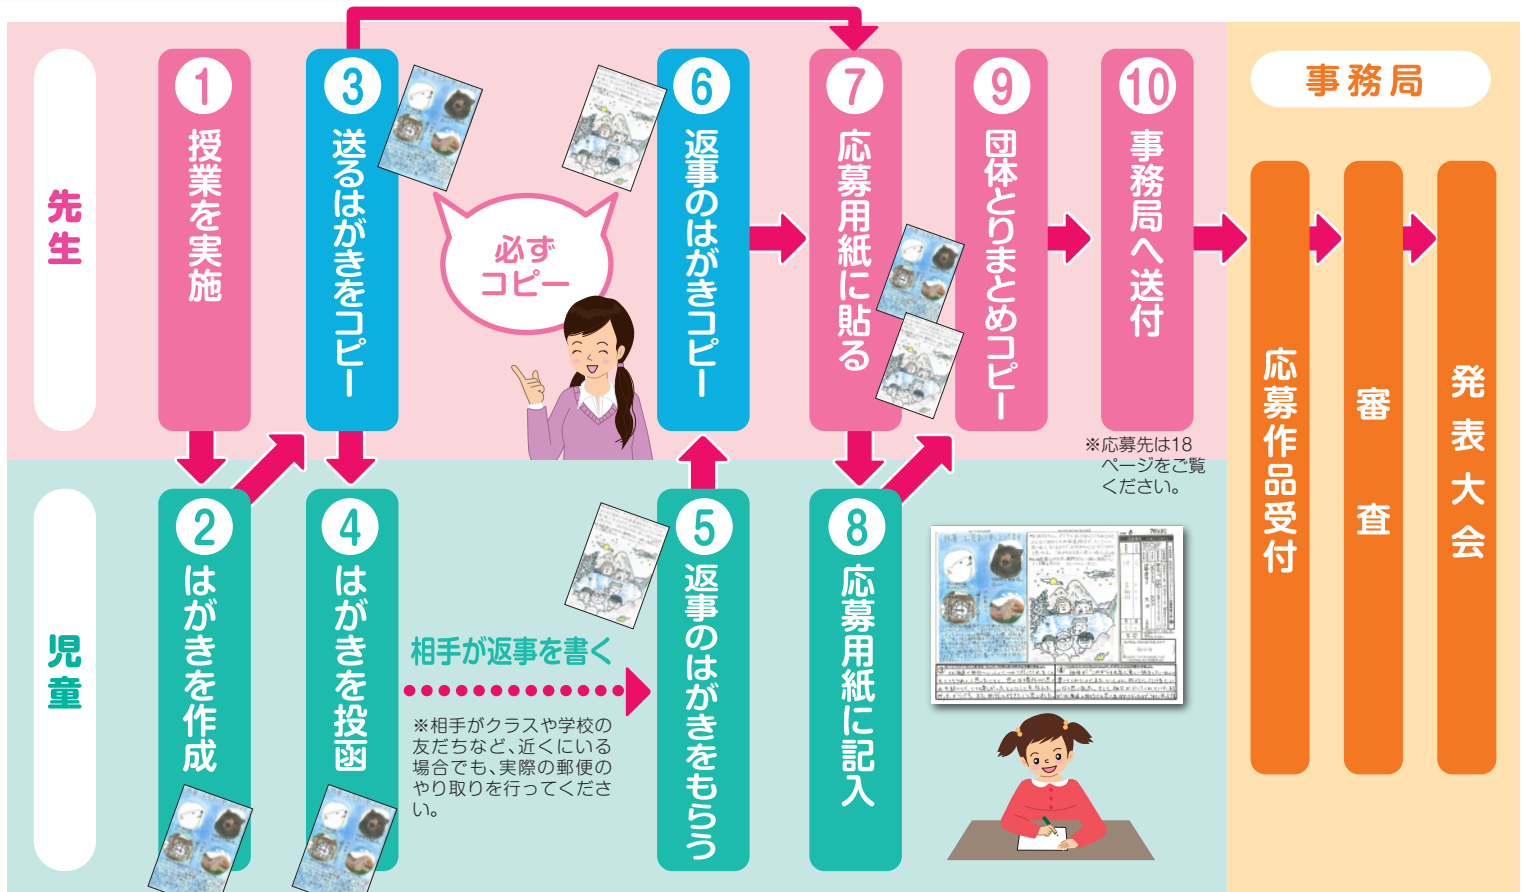 先生
1
授業を実施
3
送るはがきをコピー
必ず
コピー
6
返事のはがきコピー
7
応募用紙に貼る
9
団体とりまとめコピー
10
事務局へ送付
※応募先は18
ページをご覧
ください。
児童
2
はがきを作成
4
はがきを投函
相手が返事を書く
※相手がクラスや学校の
友だちなど、近くにいる
場合でも、実際の郵便の
やり取りを行ってくださ
い。
5
返事のはがきをもらう
8
応募用紙に記入
事務局
応募作品受付
審査
発表大会